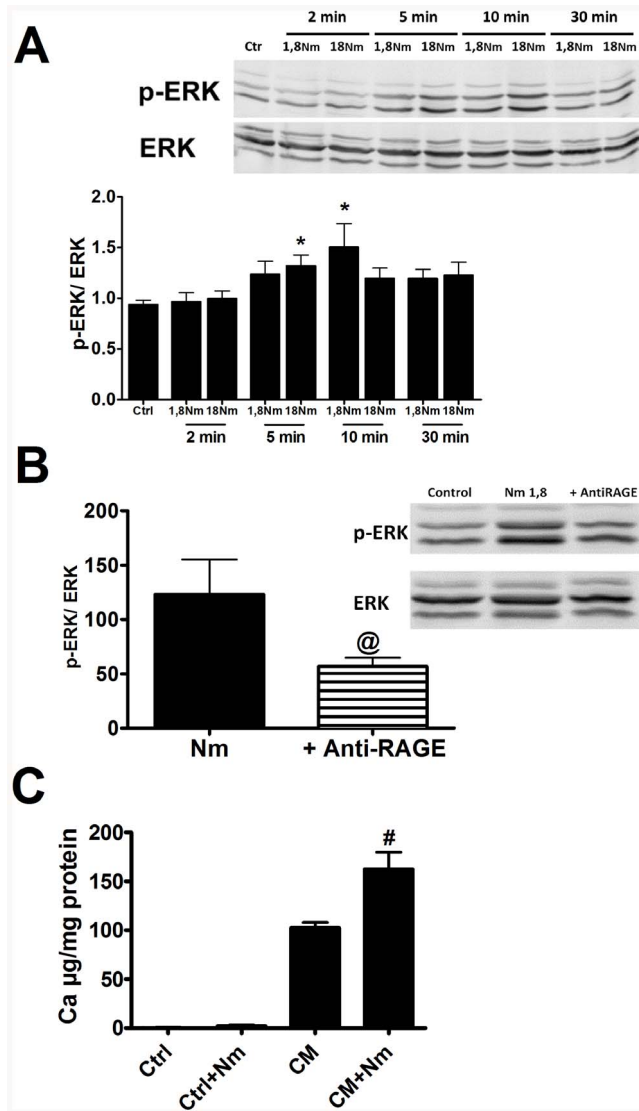 A
2 min 5 min 10 min 30 min
Ctr 1,8Nm 18Nm 1,8Nm 18Nm 1,8Nm 18Nm 1,8Nm 18Nm
p-ERK
ERK
p-ERK/ ERK
2.0
1.5
1.0
0.5
0.0
* *
Ctrl 1,8Nm 18Nm 1,8Nm 18Nm 1,8Nm 18Nm 1,8Nm 18Nm
2 min 5 min 10 min 30 min
B
Control Nm 1,8 + AntiRAGE
p-ERK
ERK
p-ERK/ ERK
200
150
100
50
0
@
Nm + Anti-RAGE
C
Ca µg/mg protein
200
150
100
50
0
#
Ctrl Ctrl+Nm CM CM+Nm